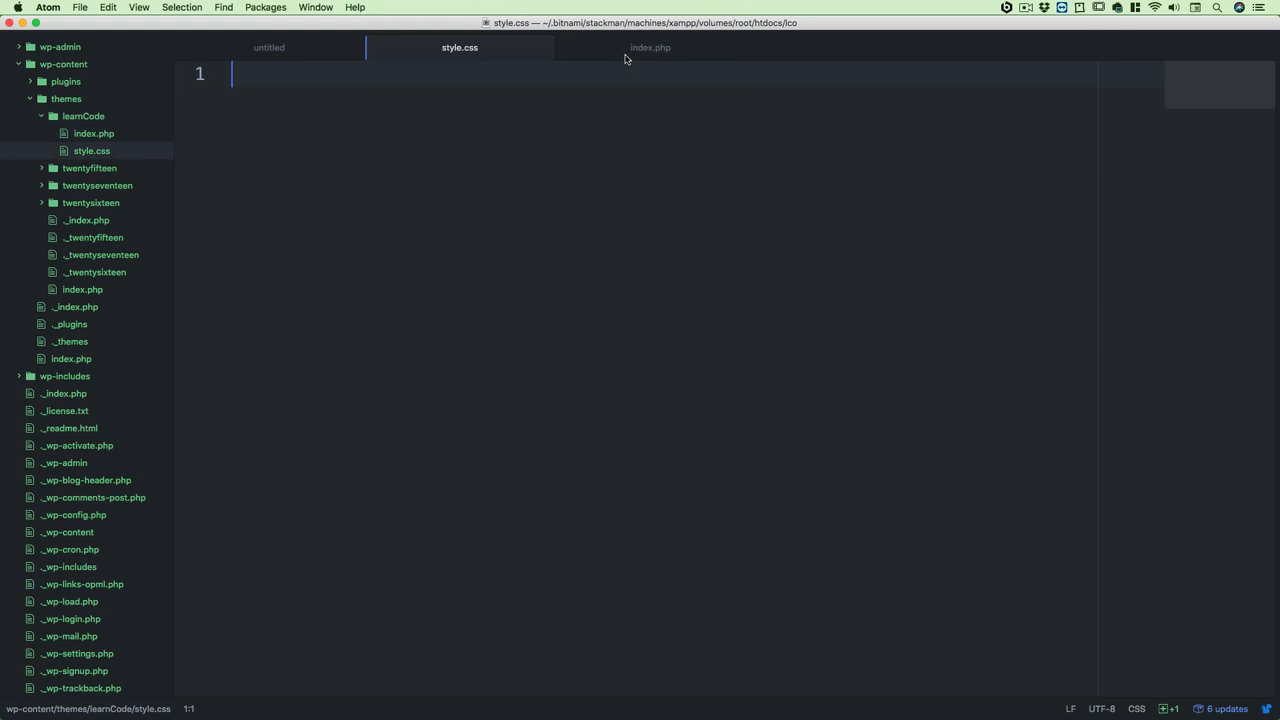 Atom File Edit View Selection Find Packages Window Help
style.css — ~/.bitnami/stackman/machines/xampp/volumes/root/htdocs/lco
wp-admin
wp-content
plugins
themes
learnCode
index.php
style.css
twentyfifteen
twentyseventeen
twentysixteen
._index.php
._twentyfifteen
._twentyseventeen
._twentysixteen
index.php
._index.php
._plugins
._themes
index.php
wp-includes
._index.php
._license.txt
._readme.html
._wp-activate.php
._wp-admin
._wp-blog-header.php
._wp-comments-post.php
._wp-config.php
._wp-content
._wp-cron.php
._wp-includes
._wp-links-opml.php
._wp-load.php
._wp-login.php
._wp-mail.php
._wp-settings.php
._wp-signup.php
._wp-trackback.php
untitled style.css index.php
1
wp-content/themes/learnCode/style.css 1:1 LF UTF-8 CSS +1 6 updates